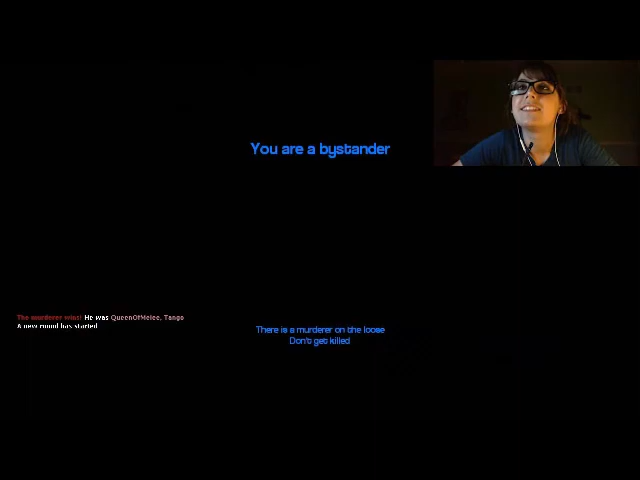 You are a bystander
The murderer wins! He was QueenOfMelee, Tango
A new round has started
There is a murderer on the loose
Don't get killed